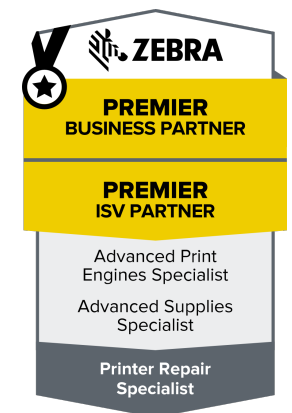 ZEBRA
PREMIER
BUSINESS PARTNER
PREMIER
ISV PARTNER
Advanced Print
Engines Specialist
Advanced Supplies
Specialist
Printer Repair
Specialist